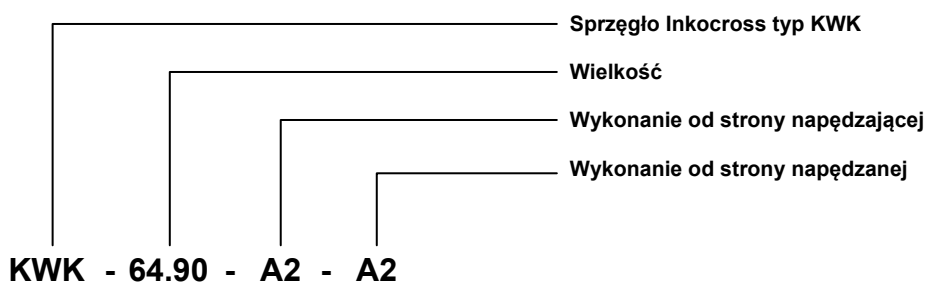 Sprzęgło Inkocross typ KWK
Wielkość
Wykonanie od strony napędzającej
Wykonanie od strony napędzanej
KWK - 64.90 - A2 - A2